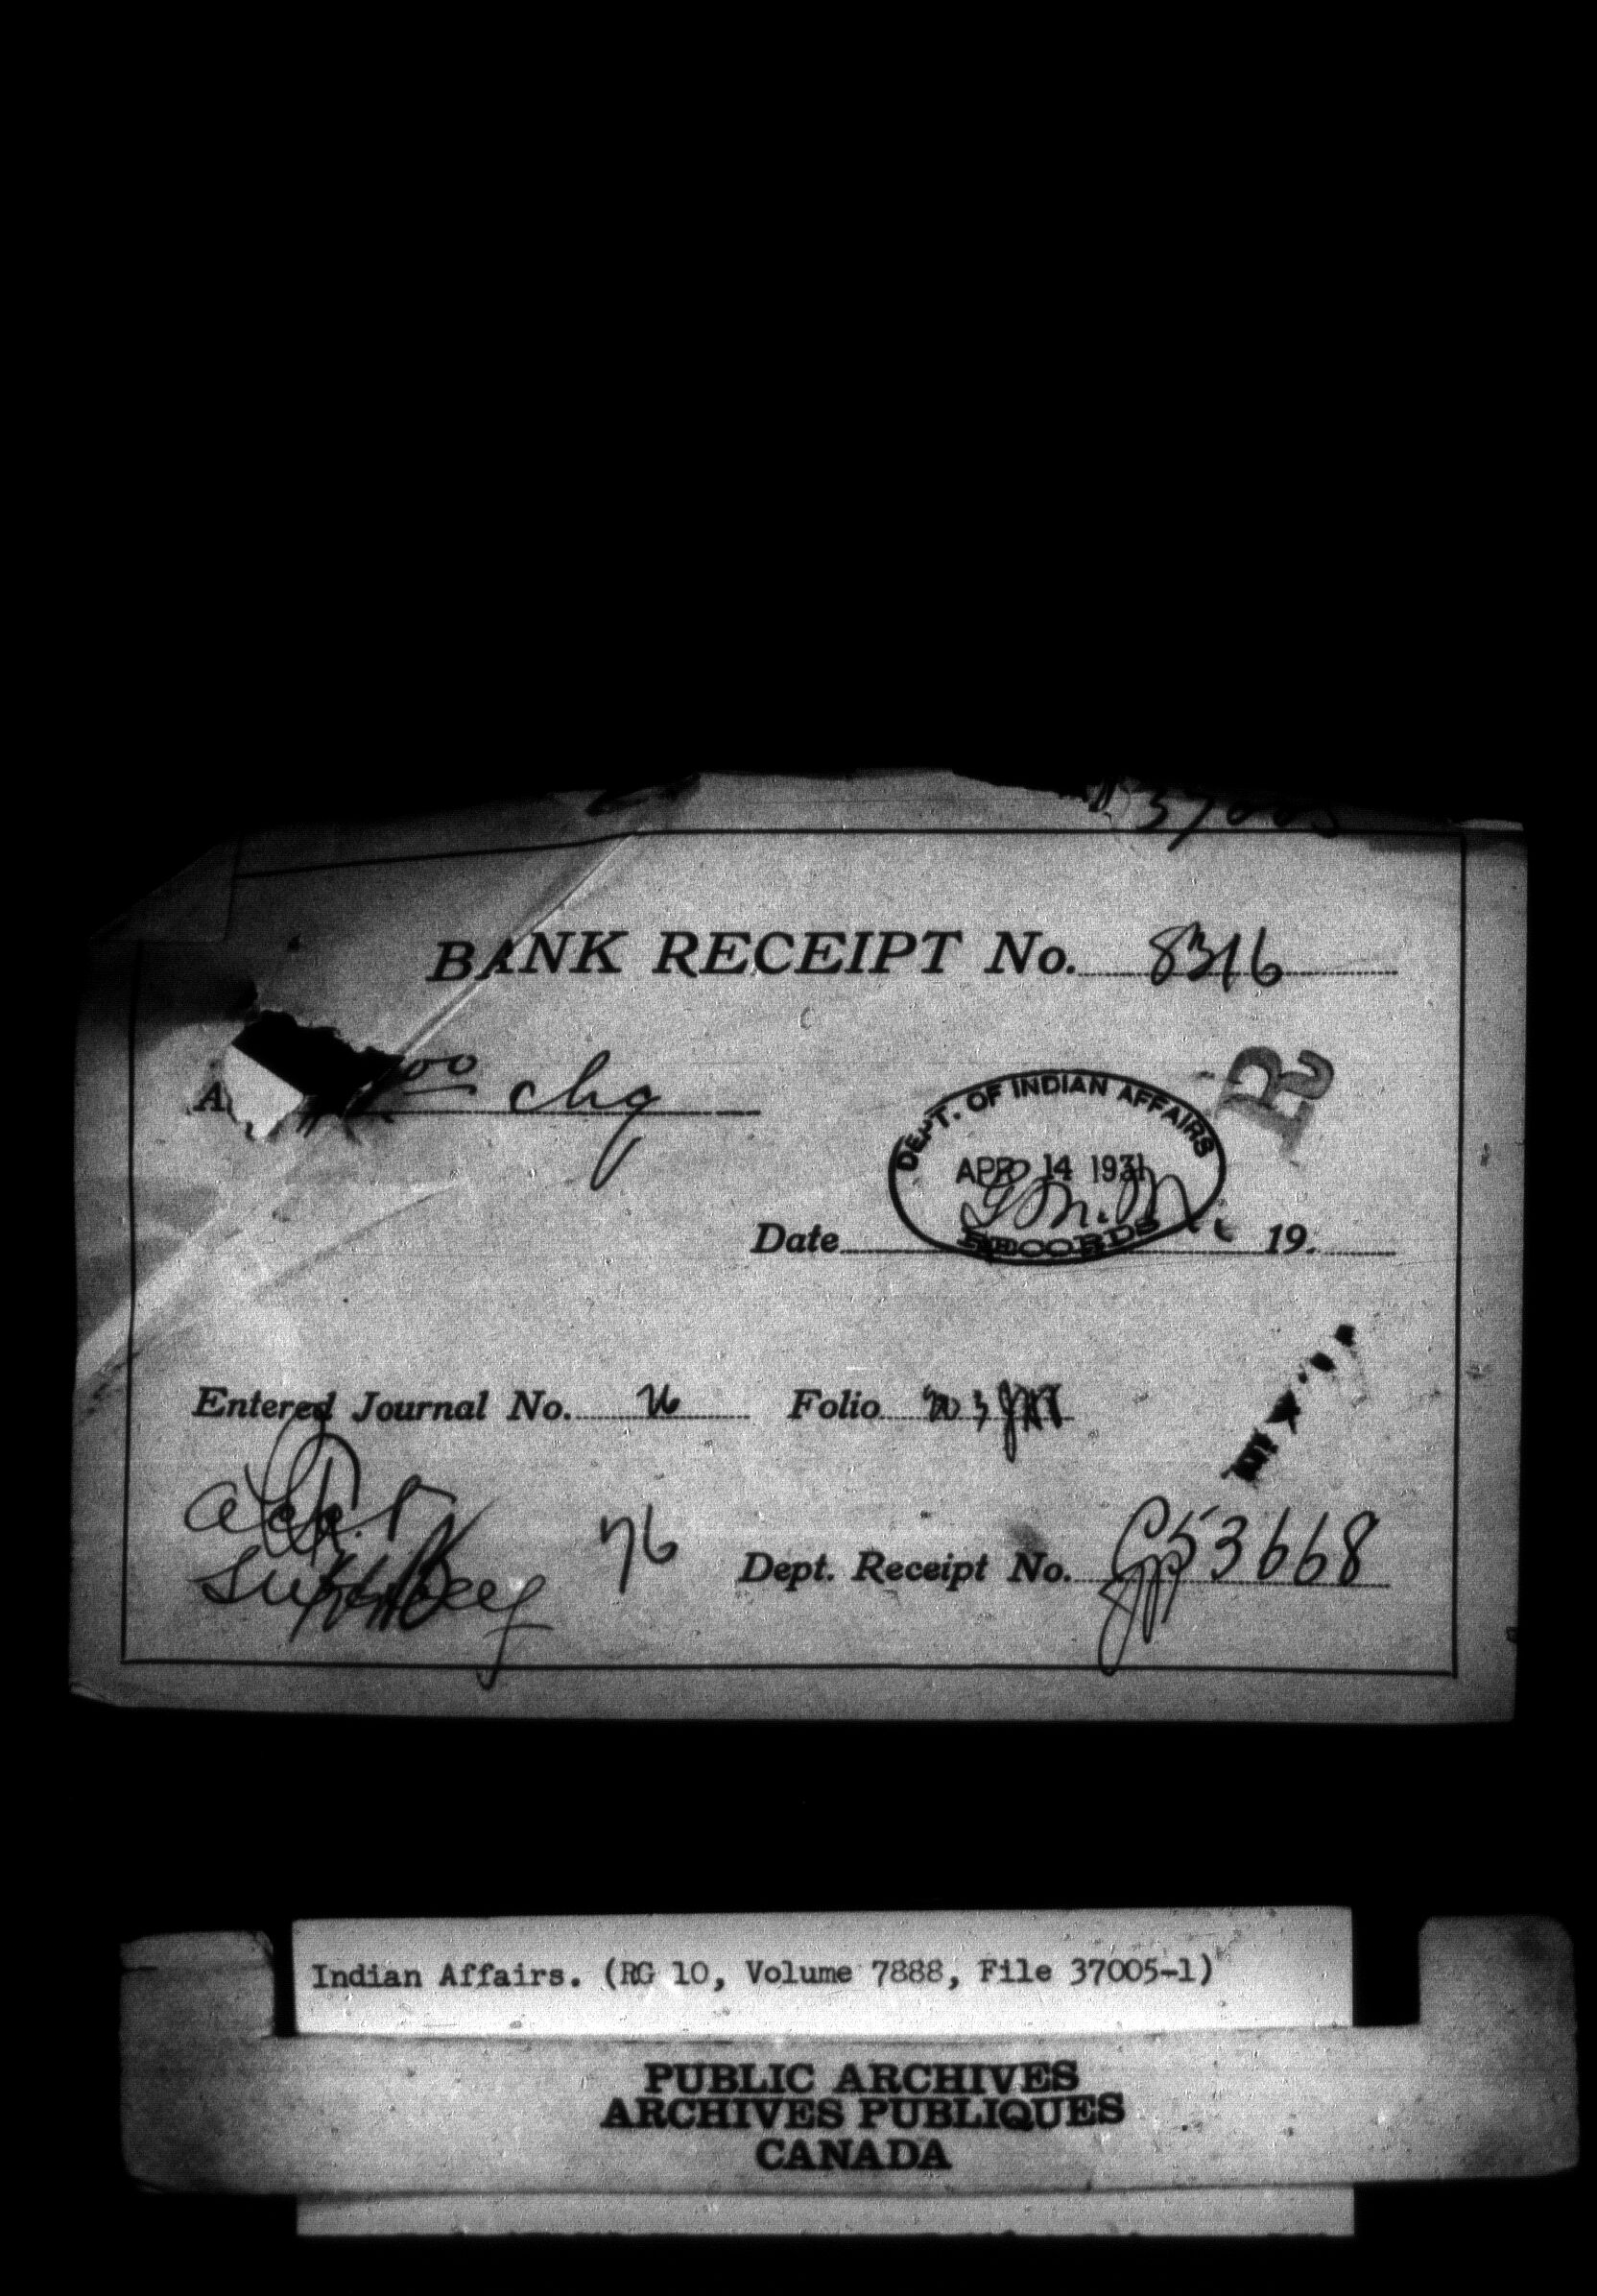 37005
BANK RECEIPT No. 8316
A 00 chq
DEPT. OF INDIAN AFFAIRS
APR 14 1931
RECORDS
R
Date 19
Entered Journal No. Folio
76 Dept. Receipt No. 53668
Indian Affairs. (RG 10, Volume 7888, File 37005-1)
PUBLIC ARCHIVES
ARCHIVES PUBLIQUES
CANADA